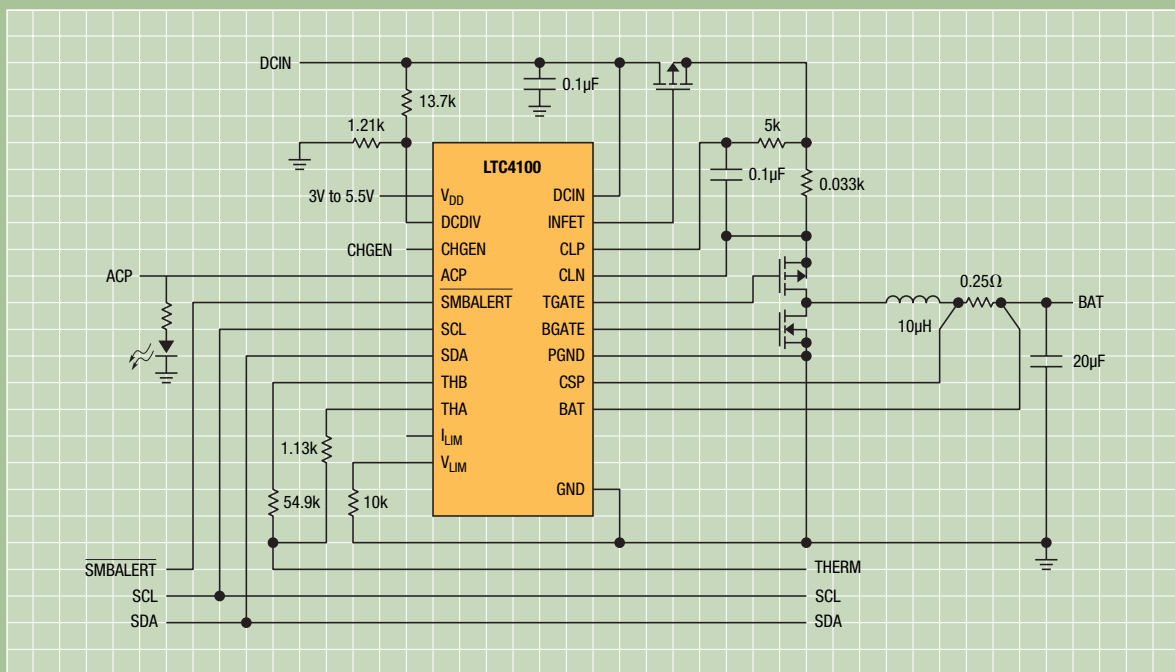 DCIN
0.1µF
13.7k
1.21k
5k
LTC4100
0.1µF
0.033k
3V to 5.5V
VDD
DCIN
DCDIV
INFET
CHGEN
CHGEN
CLP
ACP
ACP
CLN
SMBALERT
TGATE
0.25Ω
BAT
SCL
BGATE
10µH
SDA
PGND
20µF
THB
CSP
THA
BAT
1.13k
ILIM
VLIM
54.9k
10k
GND
SMBALERT
THERM
SCL
SCL
SDA
SDA